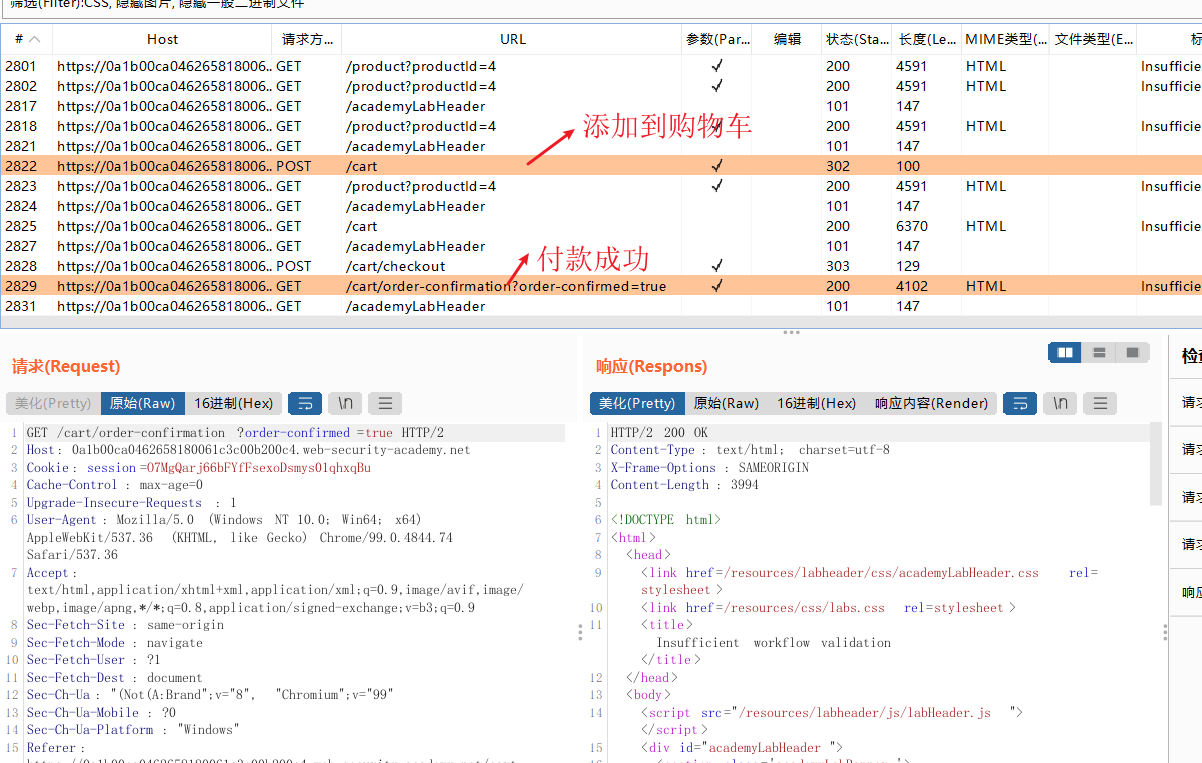 筛选(Filter):CSS, 隐藏图片, 隐藏一般二进制文件
# Host 请求方... URL 参数(Par... 编辑 状态(Sta... 长度(Le... MIME类型(... 文件类型(E... 标
2801 https://0a1b00ca046265818006... GET /product?productId=4 ✓ 200 4591 HTML Insufficie
2802 https://0a1b00ca046265818006... GET /product?productId=4 ✓ 200 4591 HTML Insufficie
2817 https://0a1b00ca046265818006... GET /academyLabHeader 101 147
2818 https://0a1b00ca046265818006... GET /product?productId=4 ✓ 200 4591 HTML Insufficie
添加到购物车
2821 https://0a1b00ca046265818006... GET /academyLabHeader 101 147
2822 https://0a1b00ca046265818006... POST /cart ✓ 302 100
2823 https://0a1b00ca046265818006... GET /product?productId=4 ✓ 200 4591 HTML Insufficie
2824 https://0a1b00ca046265818006... GET /academyLabHeader 101 147
2825 https://0a1b00ca046265818006... GET /cart 200 6370 HTML Insufficie
2827 https://0a1b00ca046265818006... GET /academyLabHeader 101 147
付款成功
2828 https://0a1b00ca046265818006... POST /cart/checkout ✓ 303 129
2829 https://0a1b00ca046265818006... GET /cart/order-confirmation?order-confirmed=true ✓ 200 4102 HTML Insufficie
2831 https://0a1b00ca046265818006... GET /academyLabHeader 101 147
请求(Request)
美化(Pretty) 原始(Raw) 16进制(Hex) \n
1 GET /cart/order-confirmation ?order-confirmed =true HTTP/2
2 Host: 0a1b00ca0462658180061c3c00b200c4.web-security-academy.net
3 Cookie: session=O7MgQarj66bFYfFsexoDsmys01qhxqBu
4 Cache-Control : max-age=0
5 Upgrade-Insecure-Requests : 1
6 User-Agent : Mozilla/5.0 (Windows NT 10.0; Win64; x64)
AppleWebKit/537.36 (KHTML, like Gecko) Chrome/99.0.4844.74
Safari/537.36
7 Accept :
text/html,application/xhtml+xml,application/xml;q=0.9,image/avif,image/
webp,image/apng,*/*;q=0.8,application/signed-exchange;v=b3;q=0.9
8 Sec-Fetch-Site : same-origin
9 Sec-Fetch-Mode : navigate
10 Sec-Fetch-User : ?1
11 Sec-Fetch-Dest : document
12 Sec-Ch-Ua : "(Not(A:Brand";v="8", "Chromium";v="99"
13 Sec-Ch-Ua-Mobile : ?0
14 Sec-Ch-Ua-Platform : "Windows"
15 Referer :
响应(Respons)
美化(Pretty) 原始(Raw) 16进制(Hex) 响应内容(Render) \n
1 HTTP/2 200 OK
2 Content-Type : text/html; charset=utf-8
3 X-Frame-Options : SAMEORIGIN
4 Content-Length : 3994
5
6 <!DOCTYPE html>
7 <html>
8 <head>
9 <link href=/resources/labheader/css/academyLabHeader.css rel=
stylesheet >
10 <link href=/resources/css/labs.css rel=stylesheet >
11 <title>
Insufficient workflow validation
</title>
12 </head>
13 <body>
14 <script src="/resources/labheader/js/labHeader.js ">
</script>
15 <div id="academyLabHeader ">
检查
请求
请求
请求
请求
响应